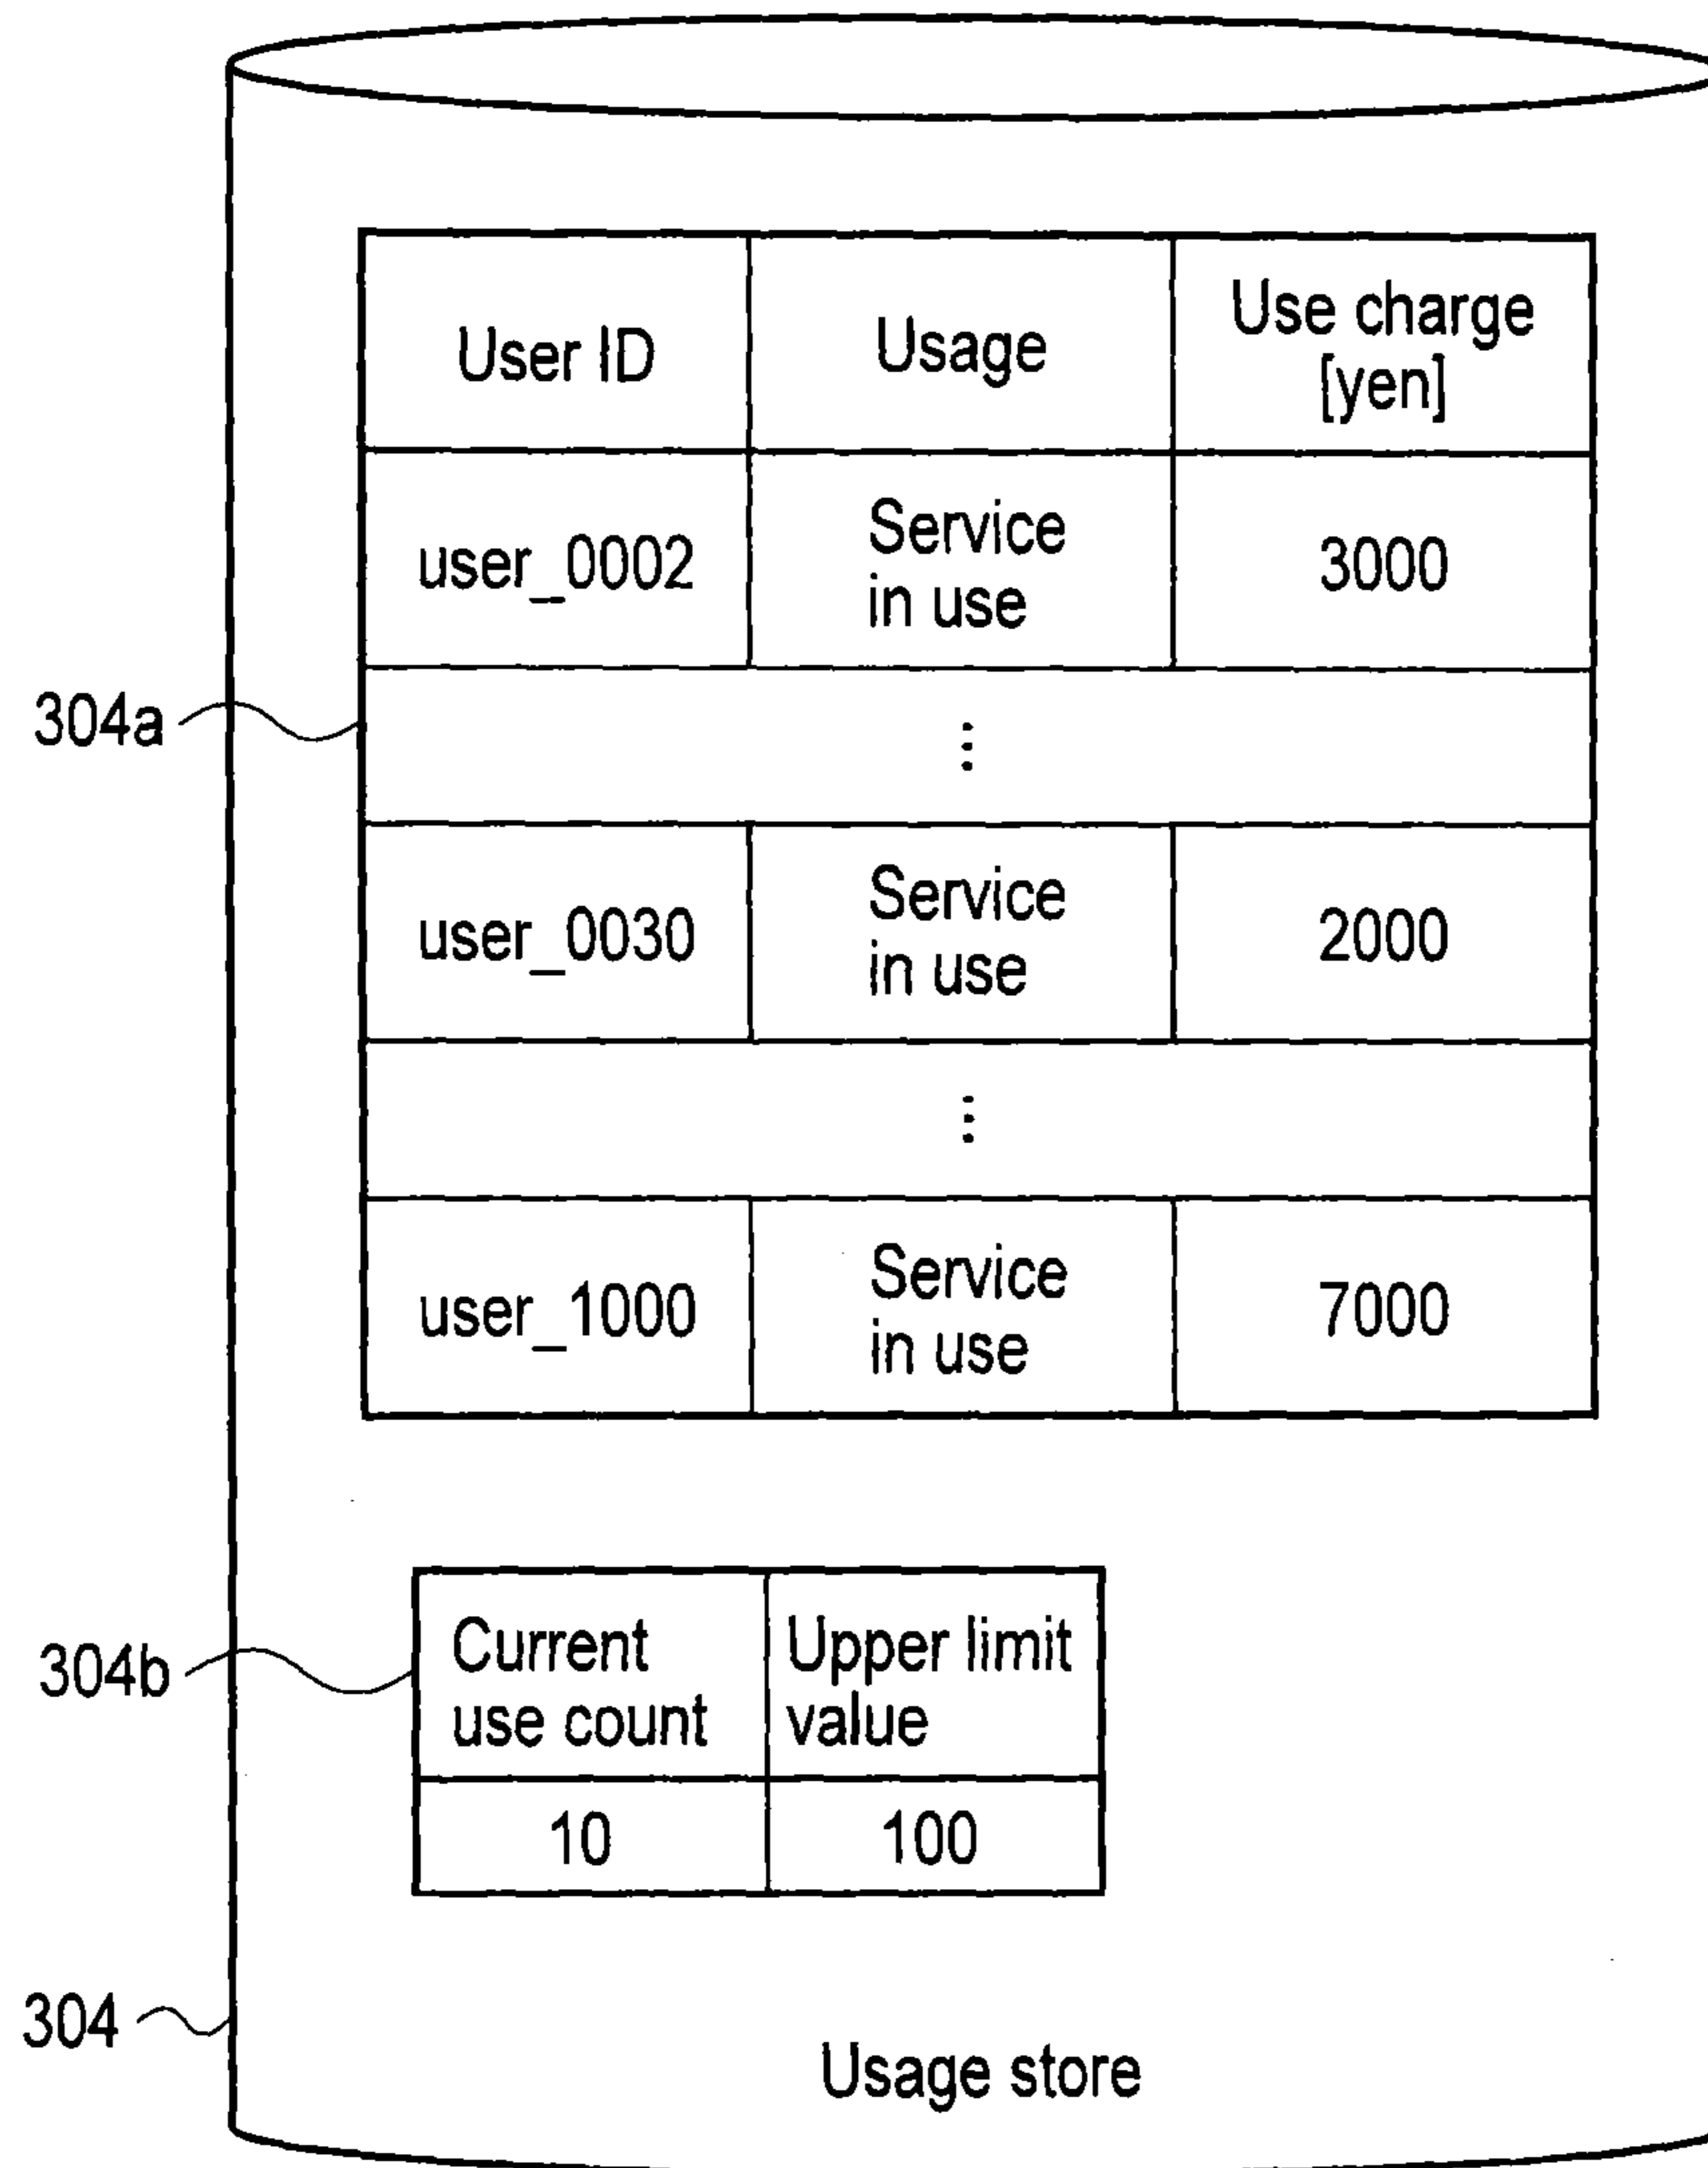 User ID
Usage
Use charge
[yen]
user_0002
Service
in use
3000
304a
⋮
user_0030
Service
in use
2000
⋮
user_1000
Service
in use
7000
304b
Current
use count
Upper limit
value
10
100
304
Usage store